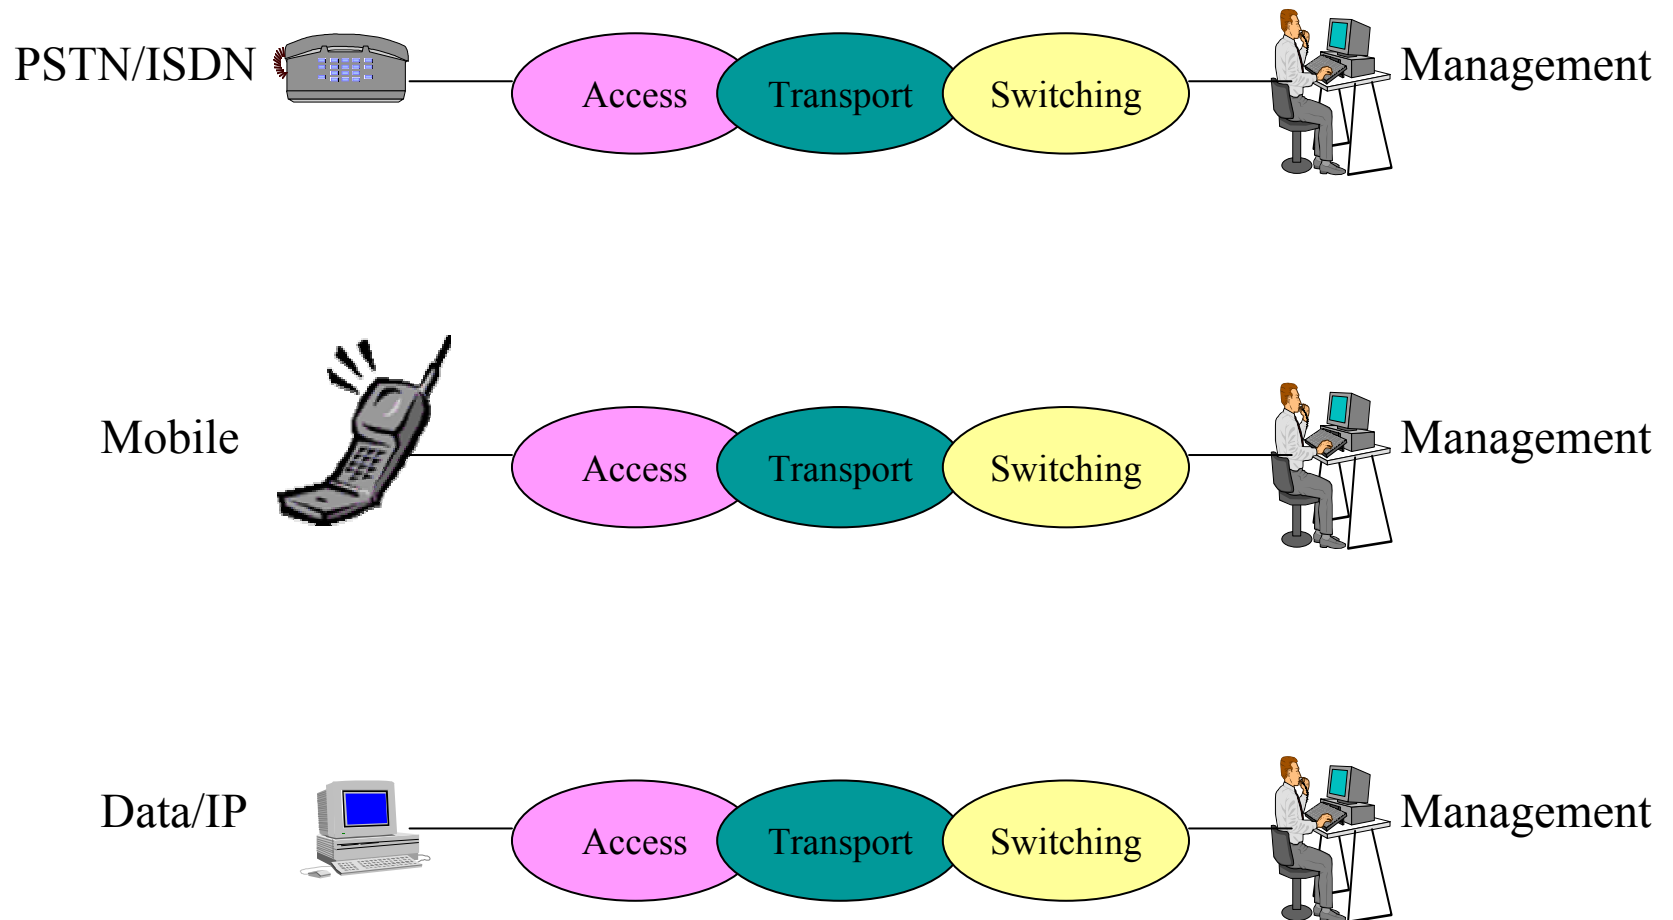 PSTN/ISDN
Access
Transport
Switching
Management
Mobile
Access
Transport
Switching
Management
Data/IP
Access
Transport
Switching
Management